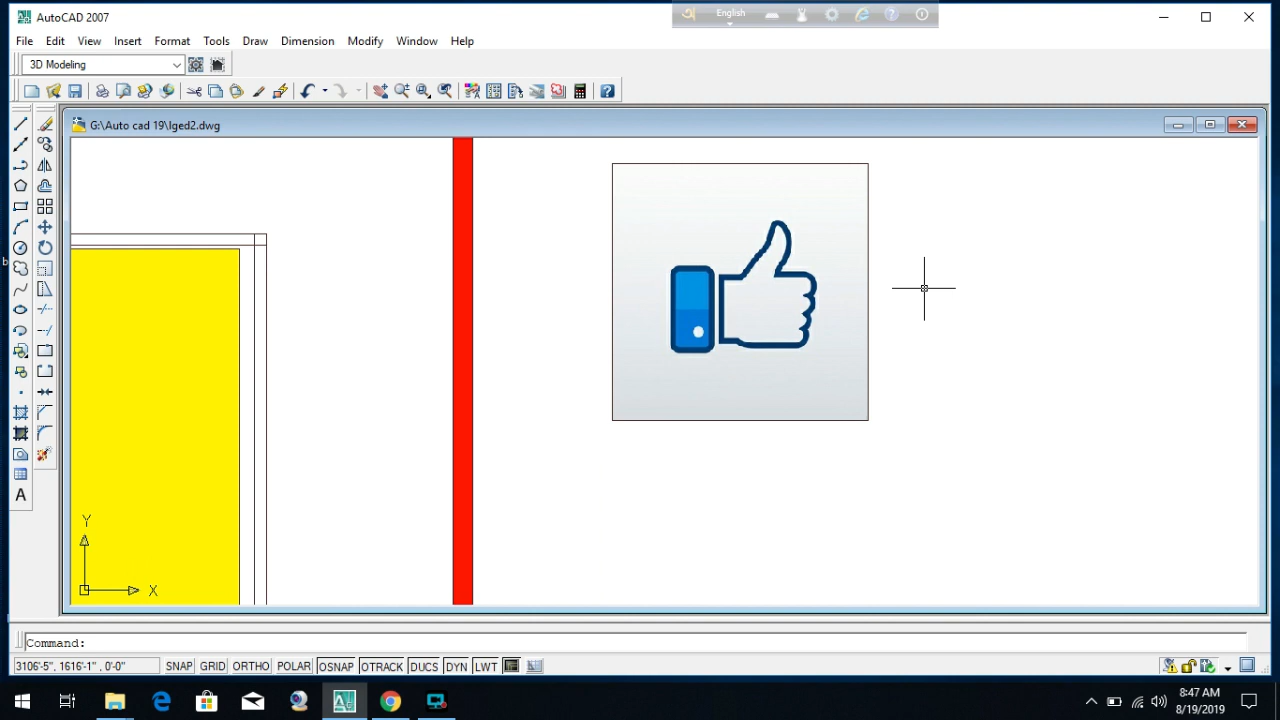 AutoCAD 2007
English
File Edit View Insert Format Tools Draw Dimension Modify Window Help
3D Modeling
G:\Auto cad 19\lged2.dwg
b
A
Y
X
Command:
3106'-5", 1616'-1" , 0'-0" SNAP GRID ORTHO POLAR OSNAP OTRACK DUCS DYN LWT
8:47 AM
8/19/2019